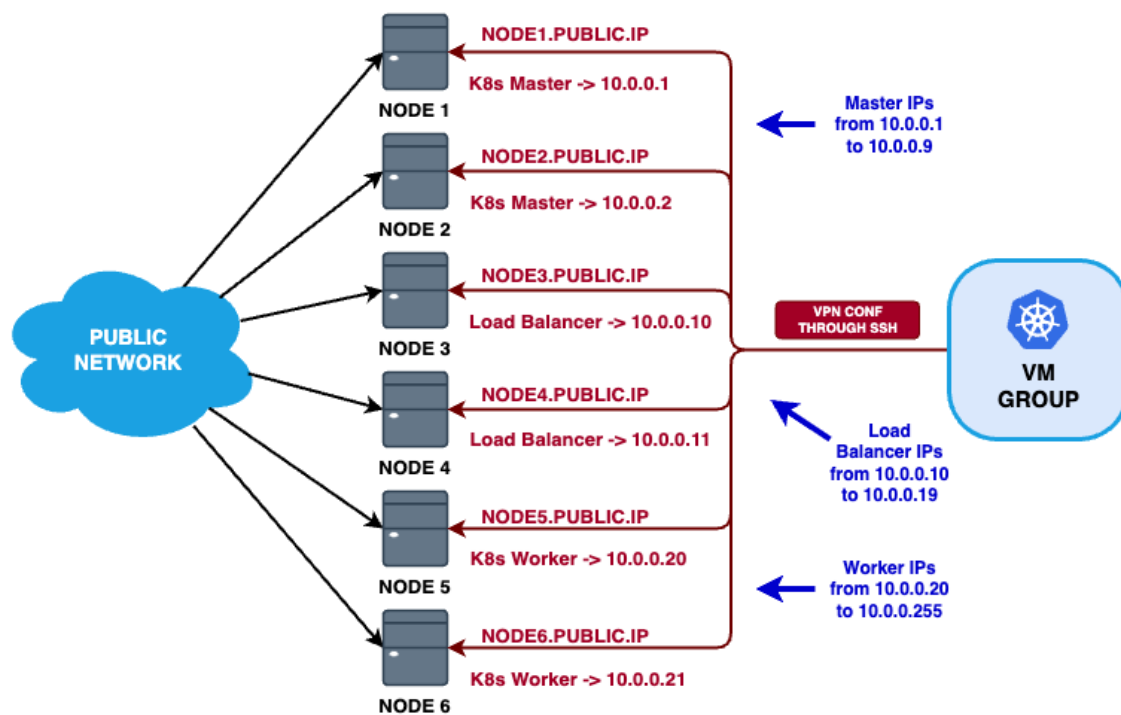 NODE1.PUBLIC.IP
K8s Master -> 10.0.0.1
NODE 1
Master IPs
from 10.0.0.1
to 10.0.0.9
NODE2.PUBLIC.IP
K8s Master -> 10.0.0.2
NODE 2
NODE3.PUBLIC.IP
Load Balancer -> 10.0.0.10
NODE 3
PUBLIC
NETWORK
VPN CONF
THROUGH SSH
VM
GROUP
NODE4.PUBLIC.IP
Load Balancer -> 10.0.0.11
NODE 4
Load
Balancer IPs
from 10.0.0.10
to 10.0.0.19
NODE5.PUBLIC.IP
K8s Worker -> 10.0.0.20
NODE 5
Worker IPs
from 10.0.0.20
to 10.0.0.255
NODE6.PUBLIC.IP
K8s Worker -> 10.0.0.21
NODE 6